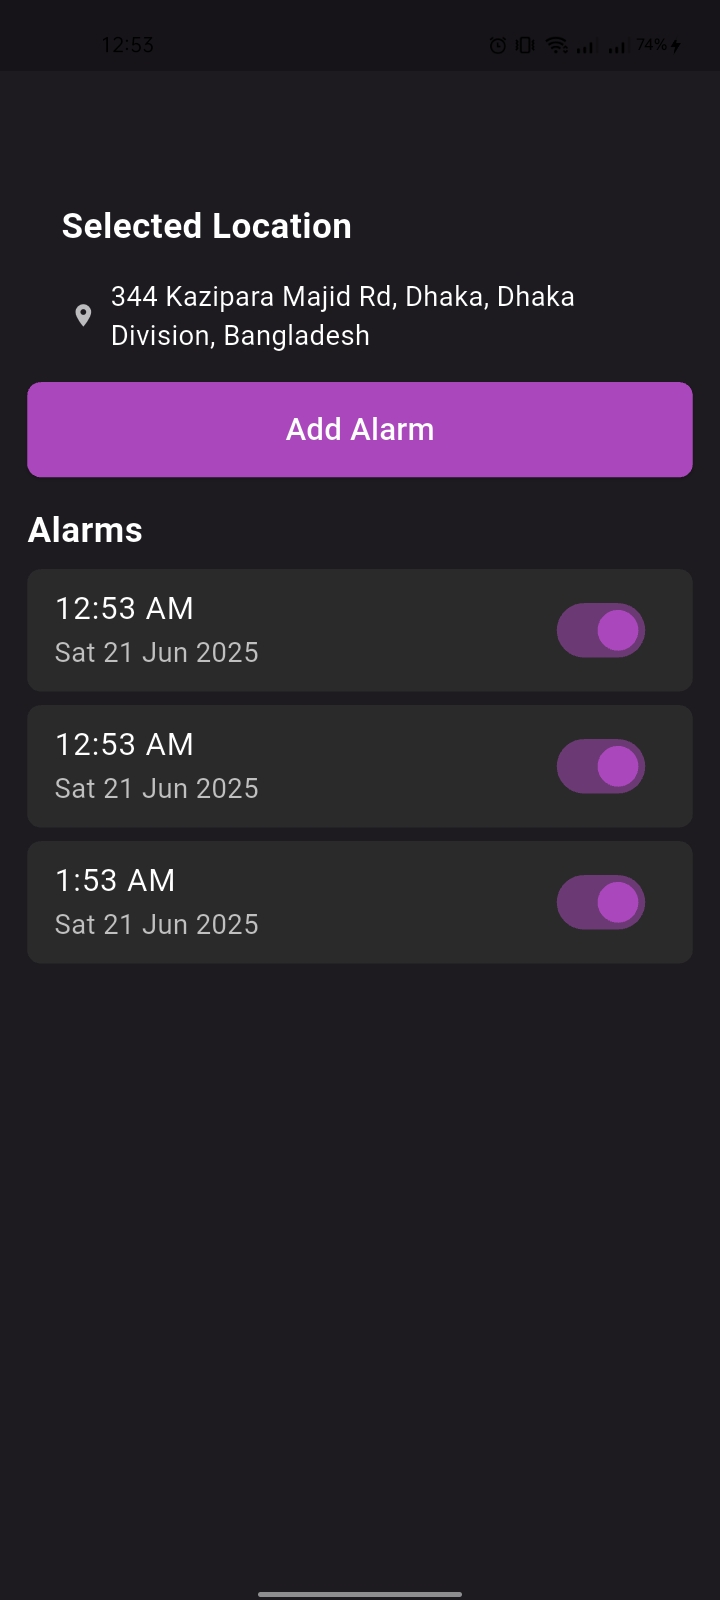 12:53
74%
Selected Location
344 Kazipara Majid Rd, Dhaka, Dhaka
Division, Bangladesh
Add Alarm
Alarms
12:53 AM
Sat 21 Jun 2025
12:53 AM
Sat 21 Jun 2025
1:53 AM
Sat 21 Jun 2025